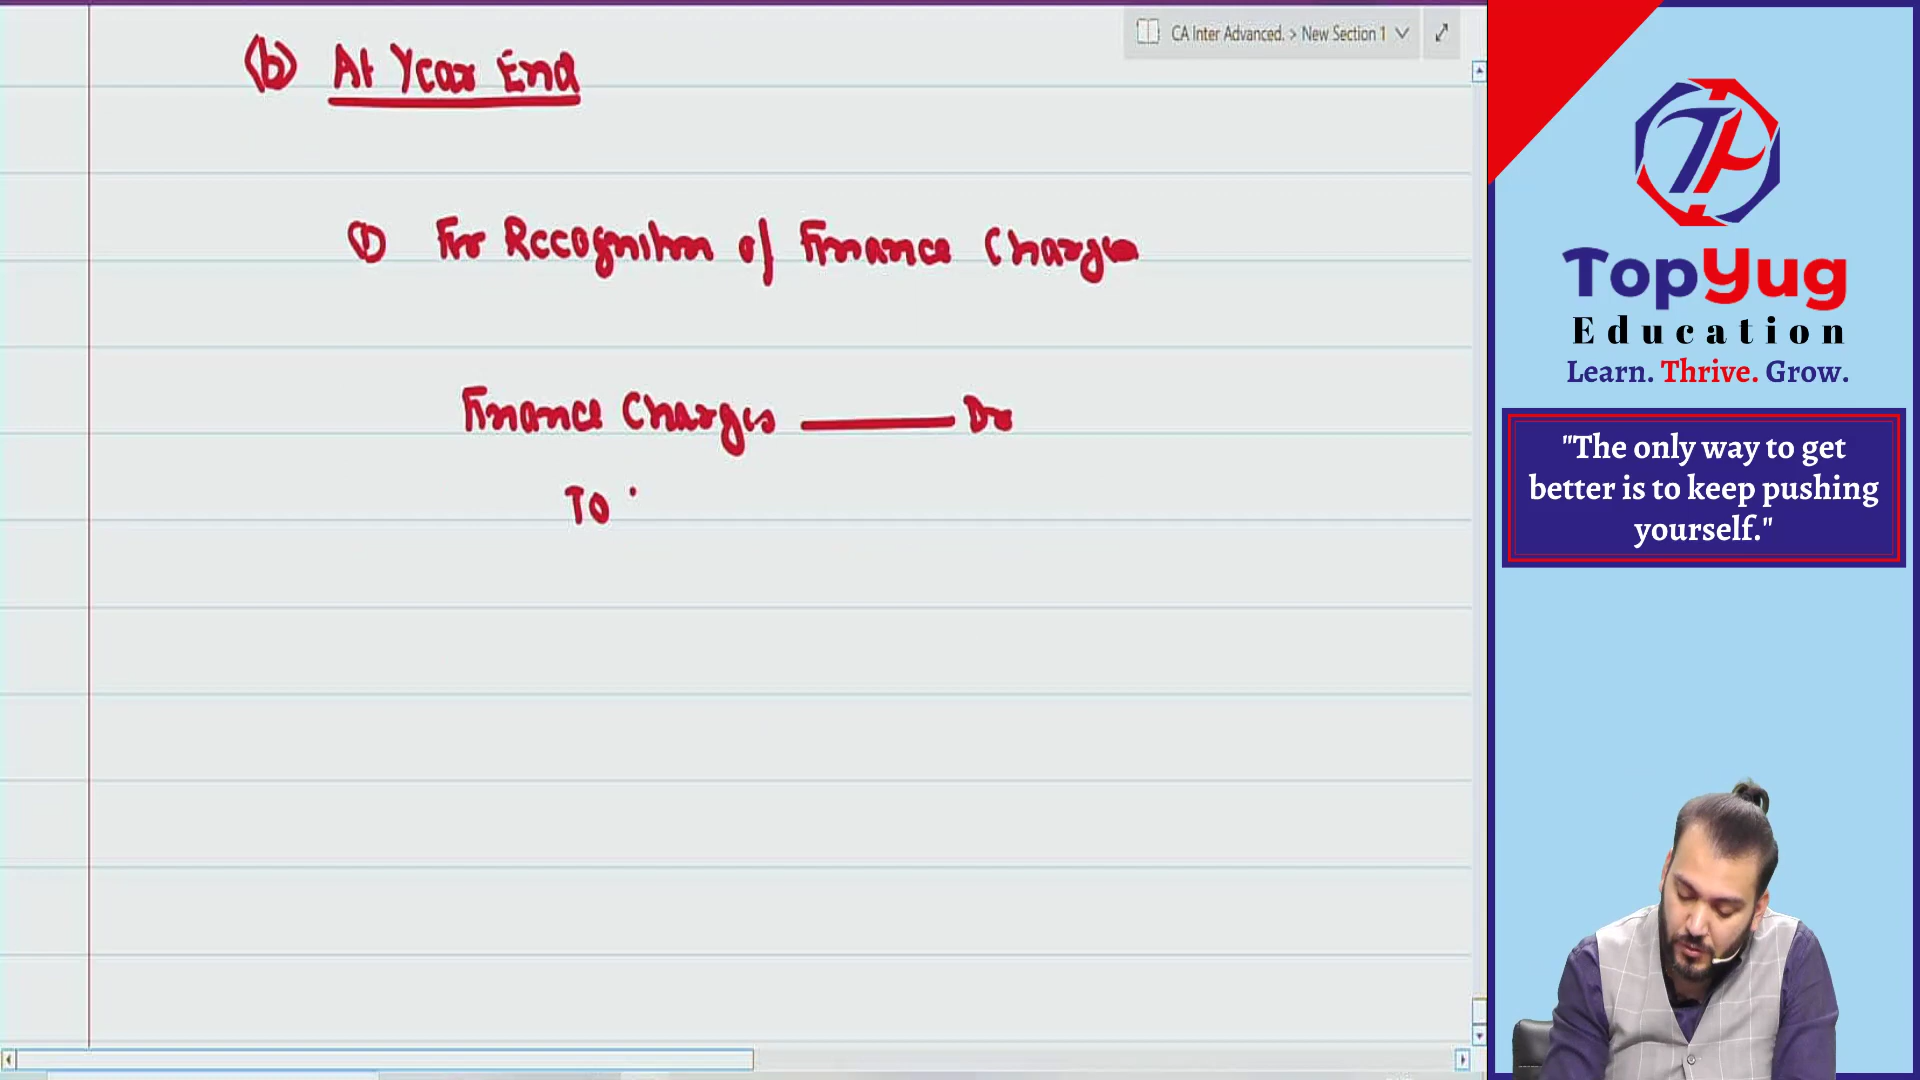 CA Inter Advanced. > New Section 1
(b) At Year End
① For Recognition of Finance Charges
Finance Charges ——— Dr
To
TopYug
Education
Learn. Thrive. Grow.
"The only way to get
better is to keep pushing
yourself."